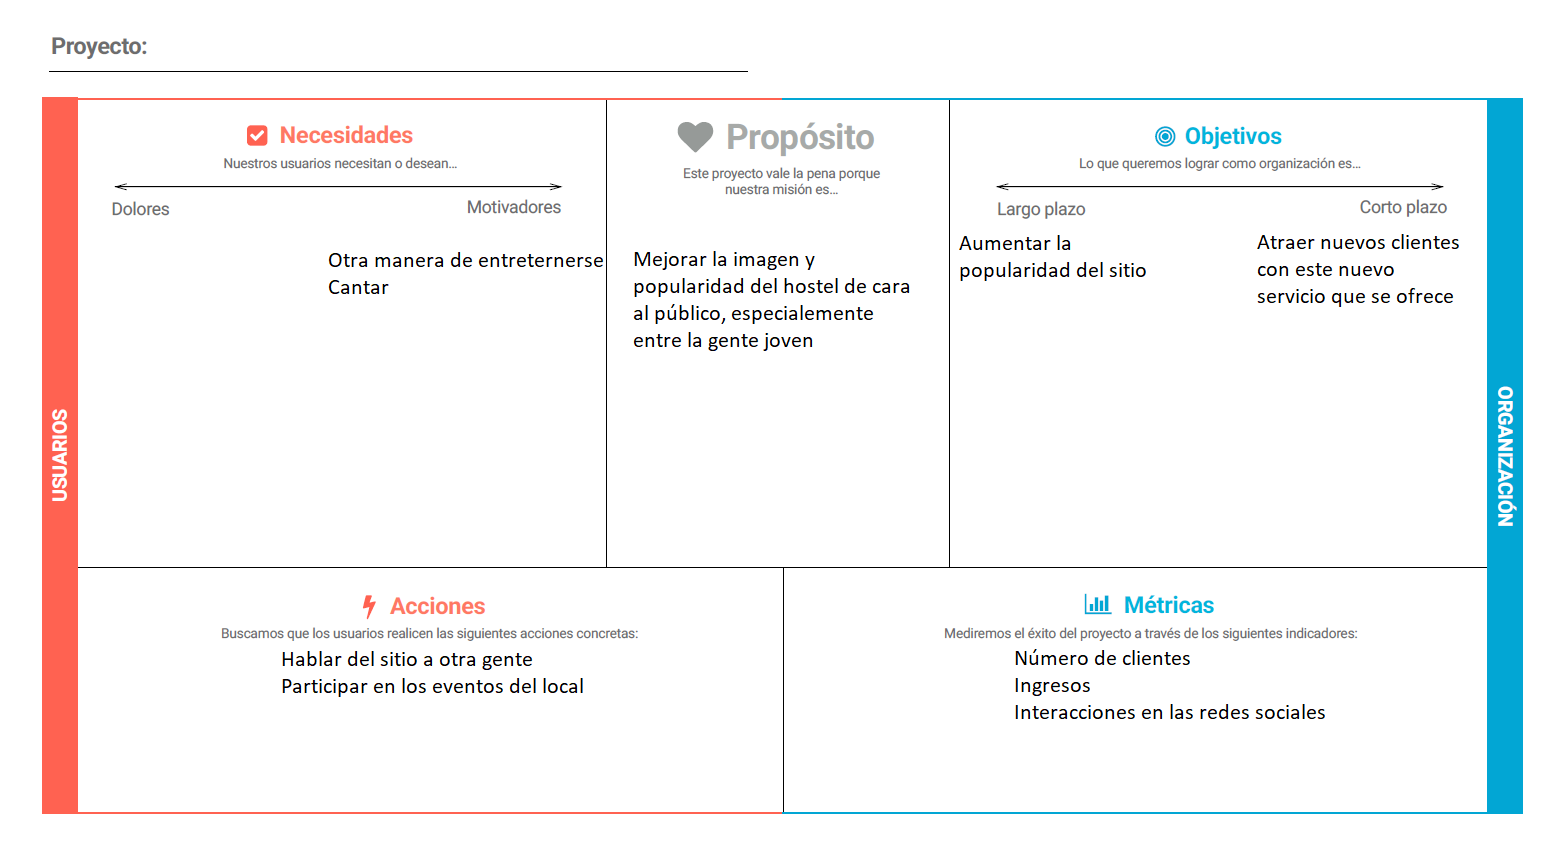 Proyecto:
USUARIOS
Necesidades
Nuestros usuarios necesitan o desean...
Dolores
Motivadores
Otra manera de entreternerse
Cantar
Propósito
Este proyecto vale la pena porque
nuestra misión es...
Mejorar la imagen y
popularidad del hostel de cara
al público, especialemente
entre la gente joven
Objetivos
Lo que queremos lograr como organización es...
Largo plazo
Corto plazo
Aumentar la
popularidad del sitio
Atraer nuevos clientes
con este nuevo
servicio que se ofrece
ORGANIZACIÓN
Acciones
Buscamos que los usuarios realicen las siguientes acciones concretas:
Hablar del sitio a otra gente
Participar en los eventos del local
Métricas
Mediremos el éxito del proyecto a través de los siguientes indicadores:
Número de clientes
Ingresos
Interacciones en las redes sociales